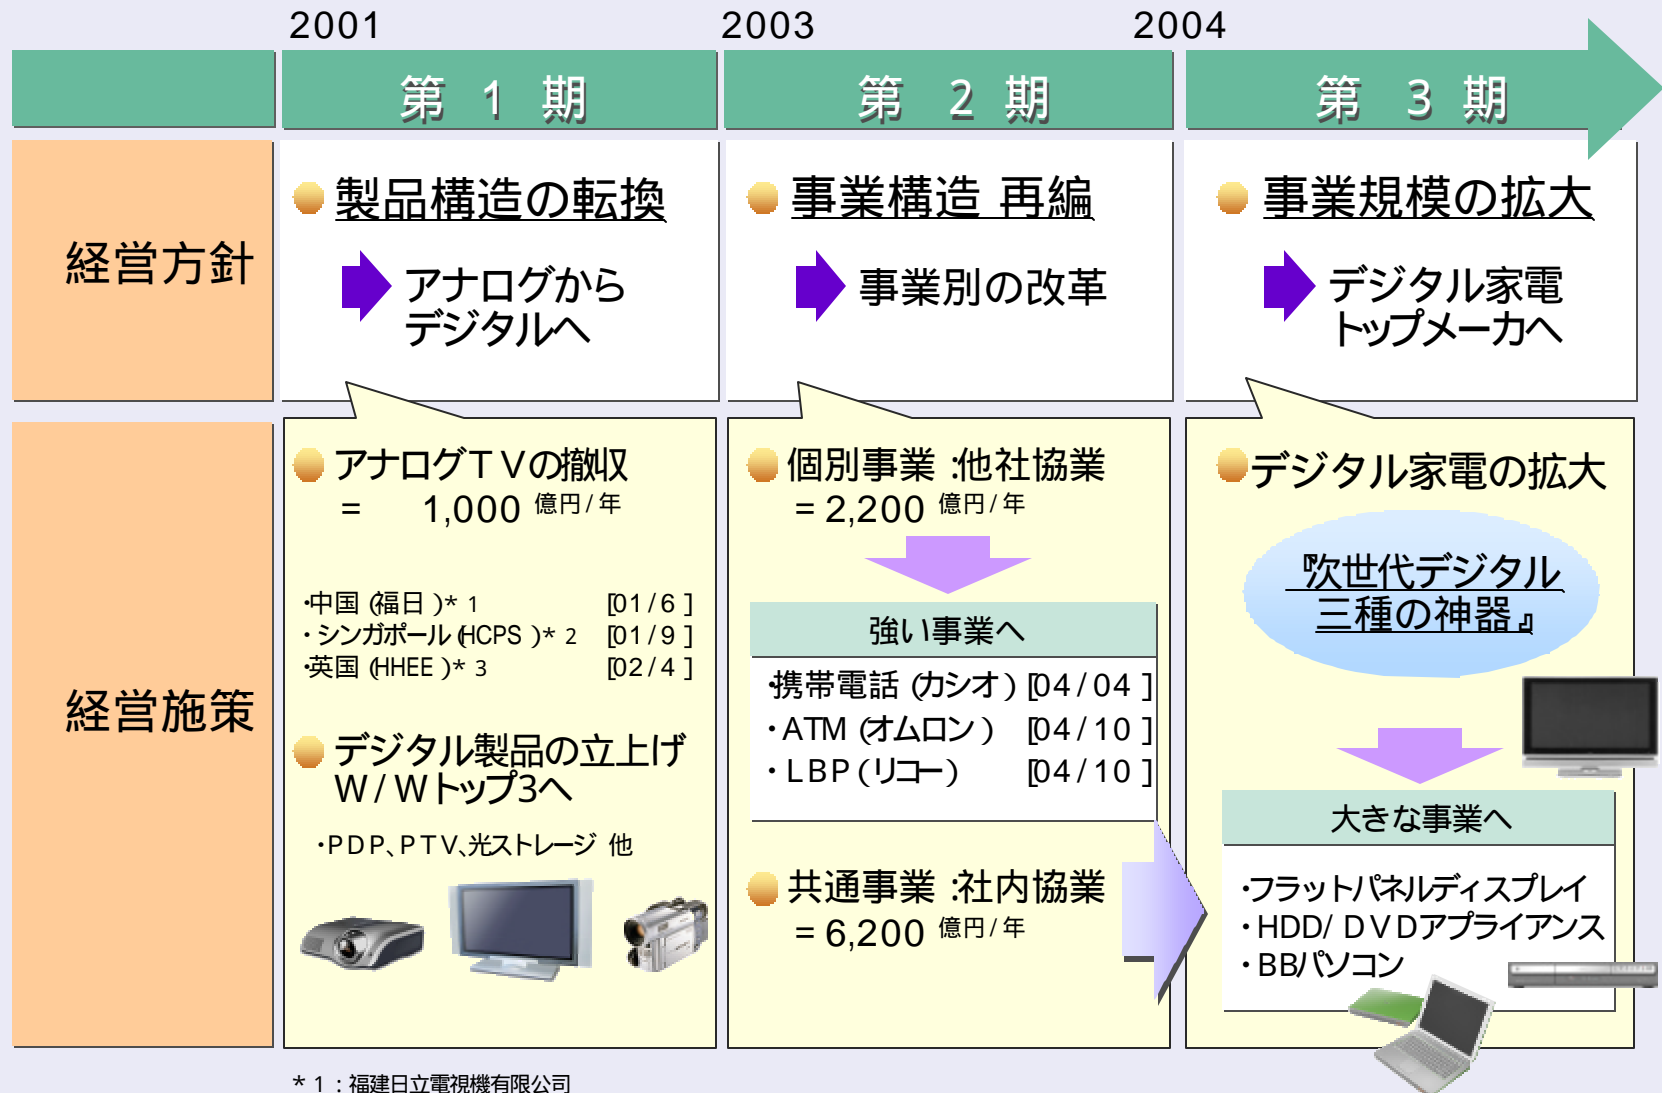 2001
2003
2004
第 1 期
第 2 期
第 3 期
経営方針
製品構造の転換
アナログから
デジタルへ
事業構造 再編
事業別の改革
事業規模の拡大
デジタル家電
トップメーカへ
経営施策
アナログTVの撤収
= 1,000 億円/年
・中国(福日)*1 [01/6]
・シンガポール(HCPS)*2 [01/9]
・英国(HHEE)*3 [02/4]
デジタル製品の立上げ
W/Wトップ3へ
・PDP、PTV、光ストレージ 他
個別事業:他社協業
=2,200 億円/年
強い事業へ
・携帯電話(カシオ)[04/04]
・ATM(オムロン) [04/10]
・LBP(リコー) [04/10]
共通事業:社内協業
=6,200 億円/年
デジタル家電の拡大
『次世代デジタル
三種の神器』
大きな事業へ
・フラットパネルディスプレイ
・HDD/DVDアプライアンス
・BBパソコン
*1:福建日立電視機有限公司